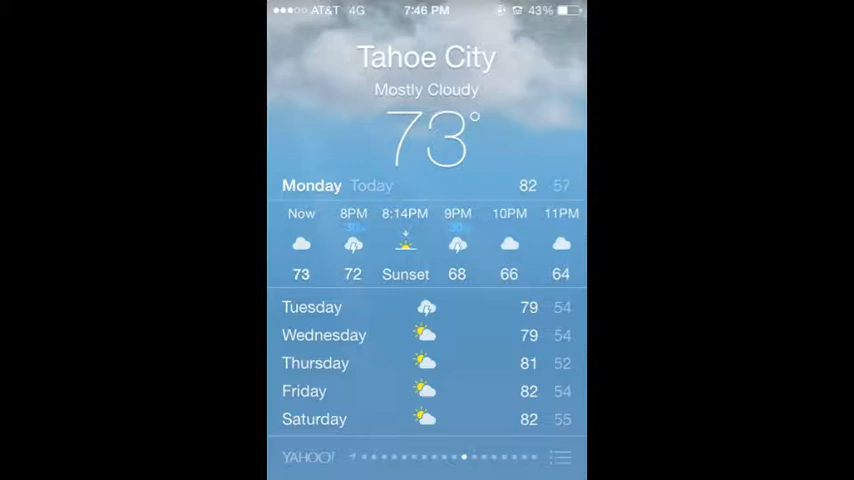 AT&T 4G 7:46 PM 43%
Tahoe City
Mostly Cloudy
73°
Monday Today 82 57
Now 8PM 8:14PM 9PM 10PM 11PM
30% 30%
73 72 Sunset 68 66 64
Tuesday 79 54
Wednesday 79 54
Thursday 81 52
Friday 82 54
Saturday 82 55
YAHOO!